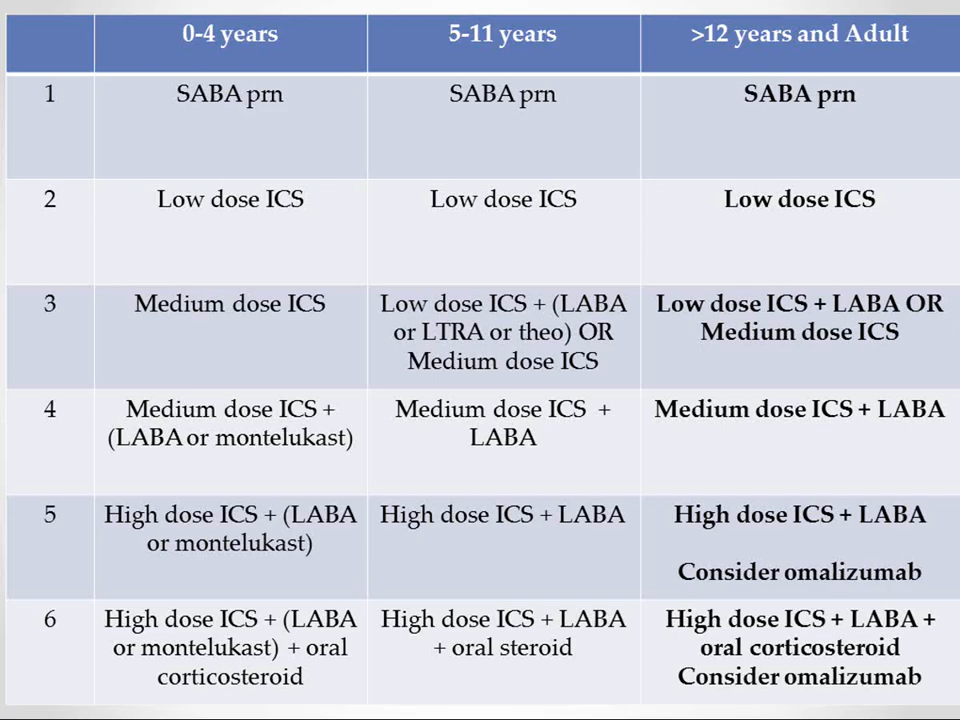 0-4 years
5-11 years
>12 years and Adult
1
SABA prn
SABA prn
SABA prn
2
Low dose ICS
Low dose ICS
Low dose ICS
3
Medium dose ICS
Low dose ICS + (LABA
or LTRA or theo) OR
Medium dose ICS
Low dose ICS + LABA OR
Medium dose ICS
4
Medium dose ICS +
(LABA or montelukast)
Medium dose ICS +
LABA
Medium dose ICS + LABA
5
High dose ICS + (LABA
or montelukast)
High dose ICS + LABA
High dose ICS + LABA
Consider omalizumab
6
High dose ICS + (LABA
or montelukast) + oral
corticosteroid
High dose ICS + LABA
+ oral steroid
High dose ICS + LABA +
oral corticosteroid
Consider omalizumab